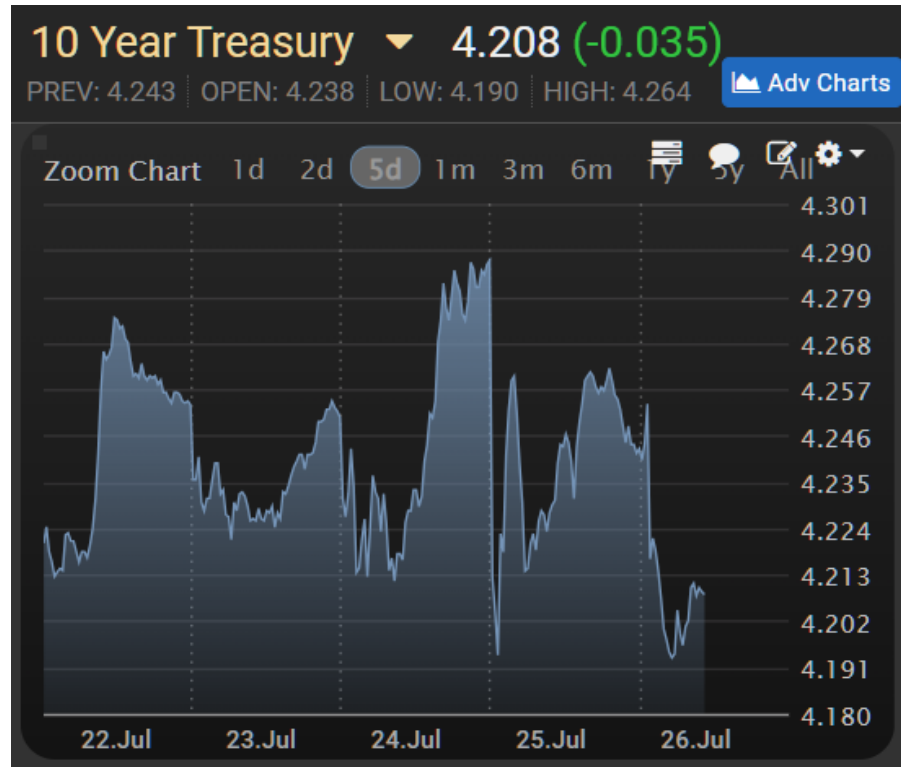 10 Year Treasury 4.208 (-0.035)
PREV: 4.243 OPEN: 4.238 LOW: 4.190 HIGH: 4.264
Adv Charts
Zoom Chart 1d 2d 5d 1m 3m 6m 1y 5y All
4.301
4.290
4.279
4.268
4.257
4.246
4.235
4.224
4.213
4.202
4.191
4.180
22.Jul 23.Jul 24.Jul 25.Jul 26.Jul